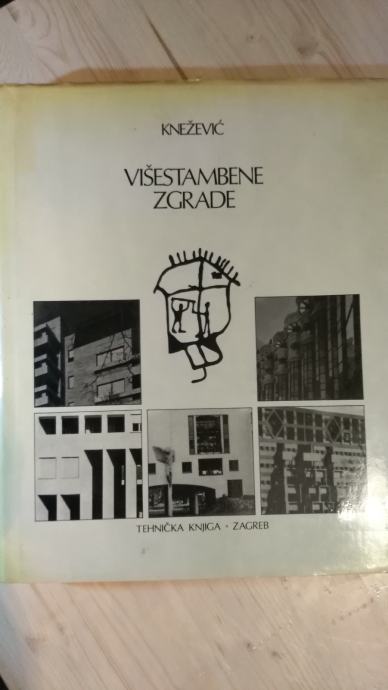 KNEŽEVIĆ
VIŠESTAMBENE
ZGRADE
TEHNIČKA KNJIGA • ZAGREB